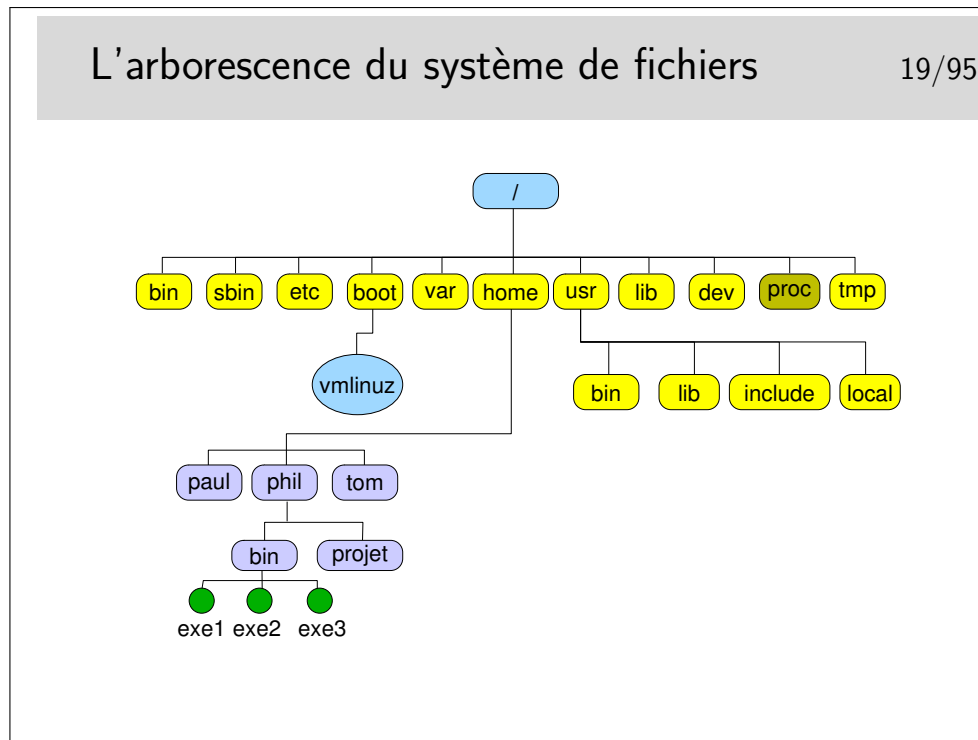 L'arborescence du système de fichiers 19/95
/
bin sbin etc boot var home usr lib dev proc tmp
vmlinuz
bin lib include local
paul phil tom
bin projet
exe1 exe2 exe3